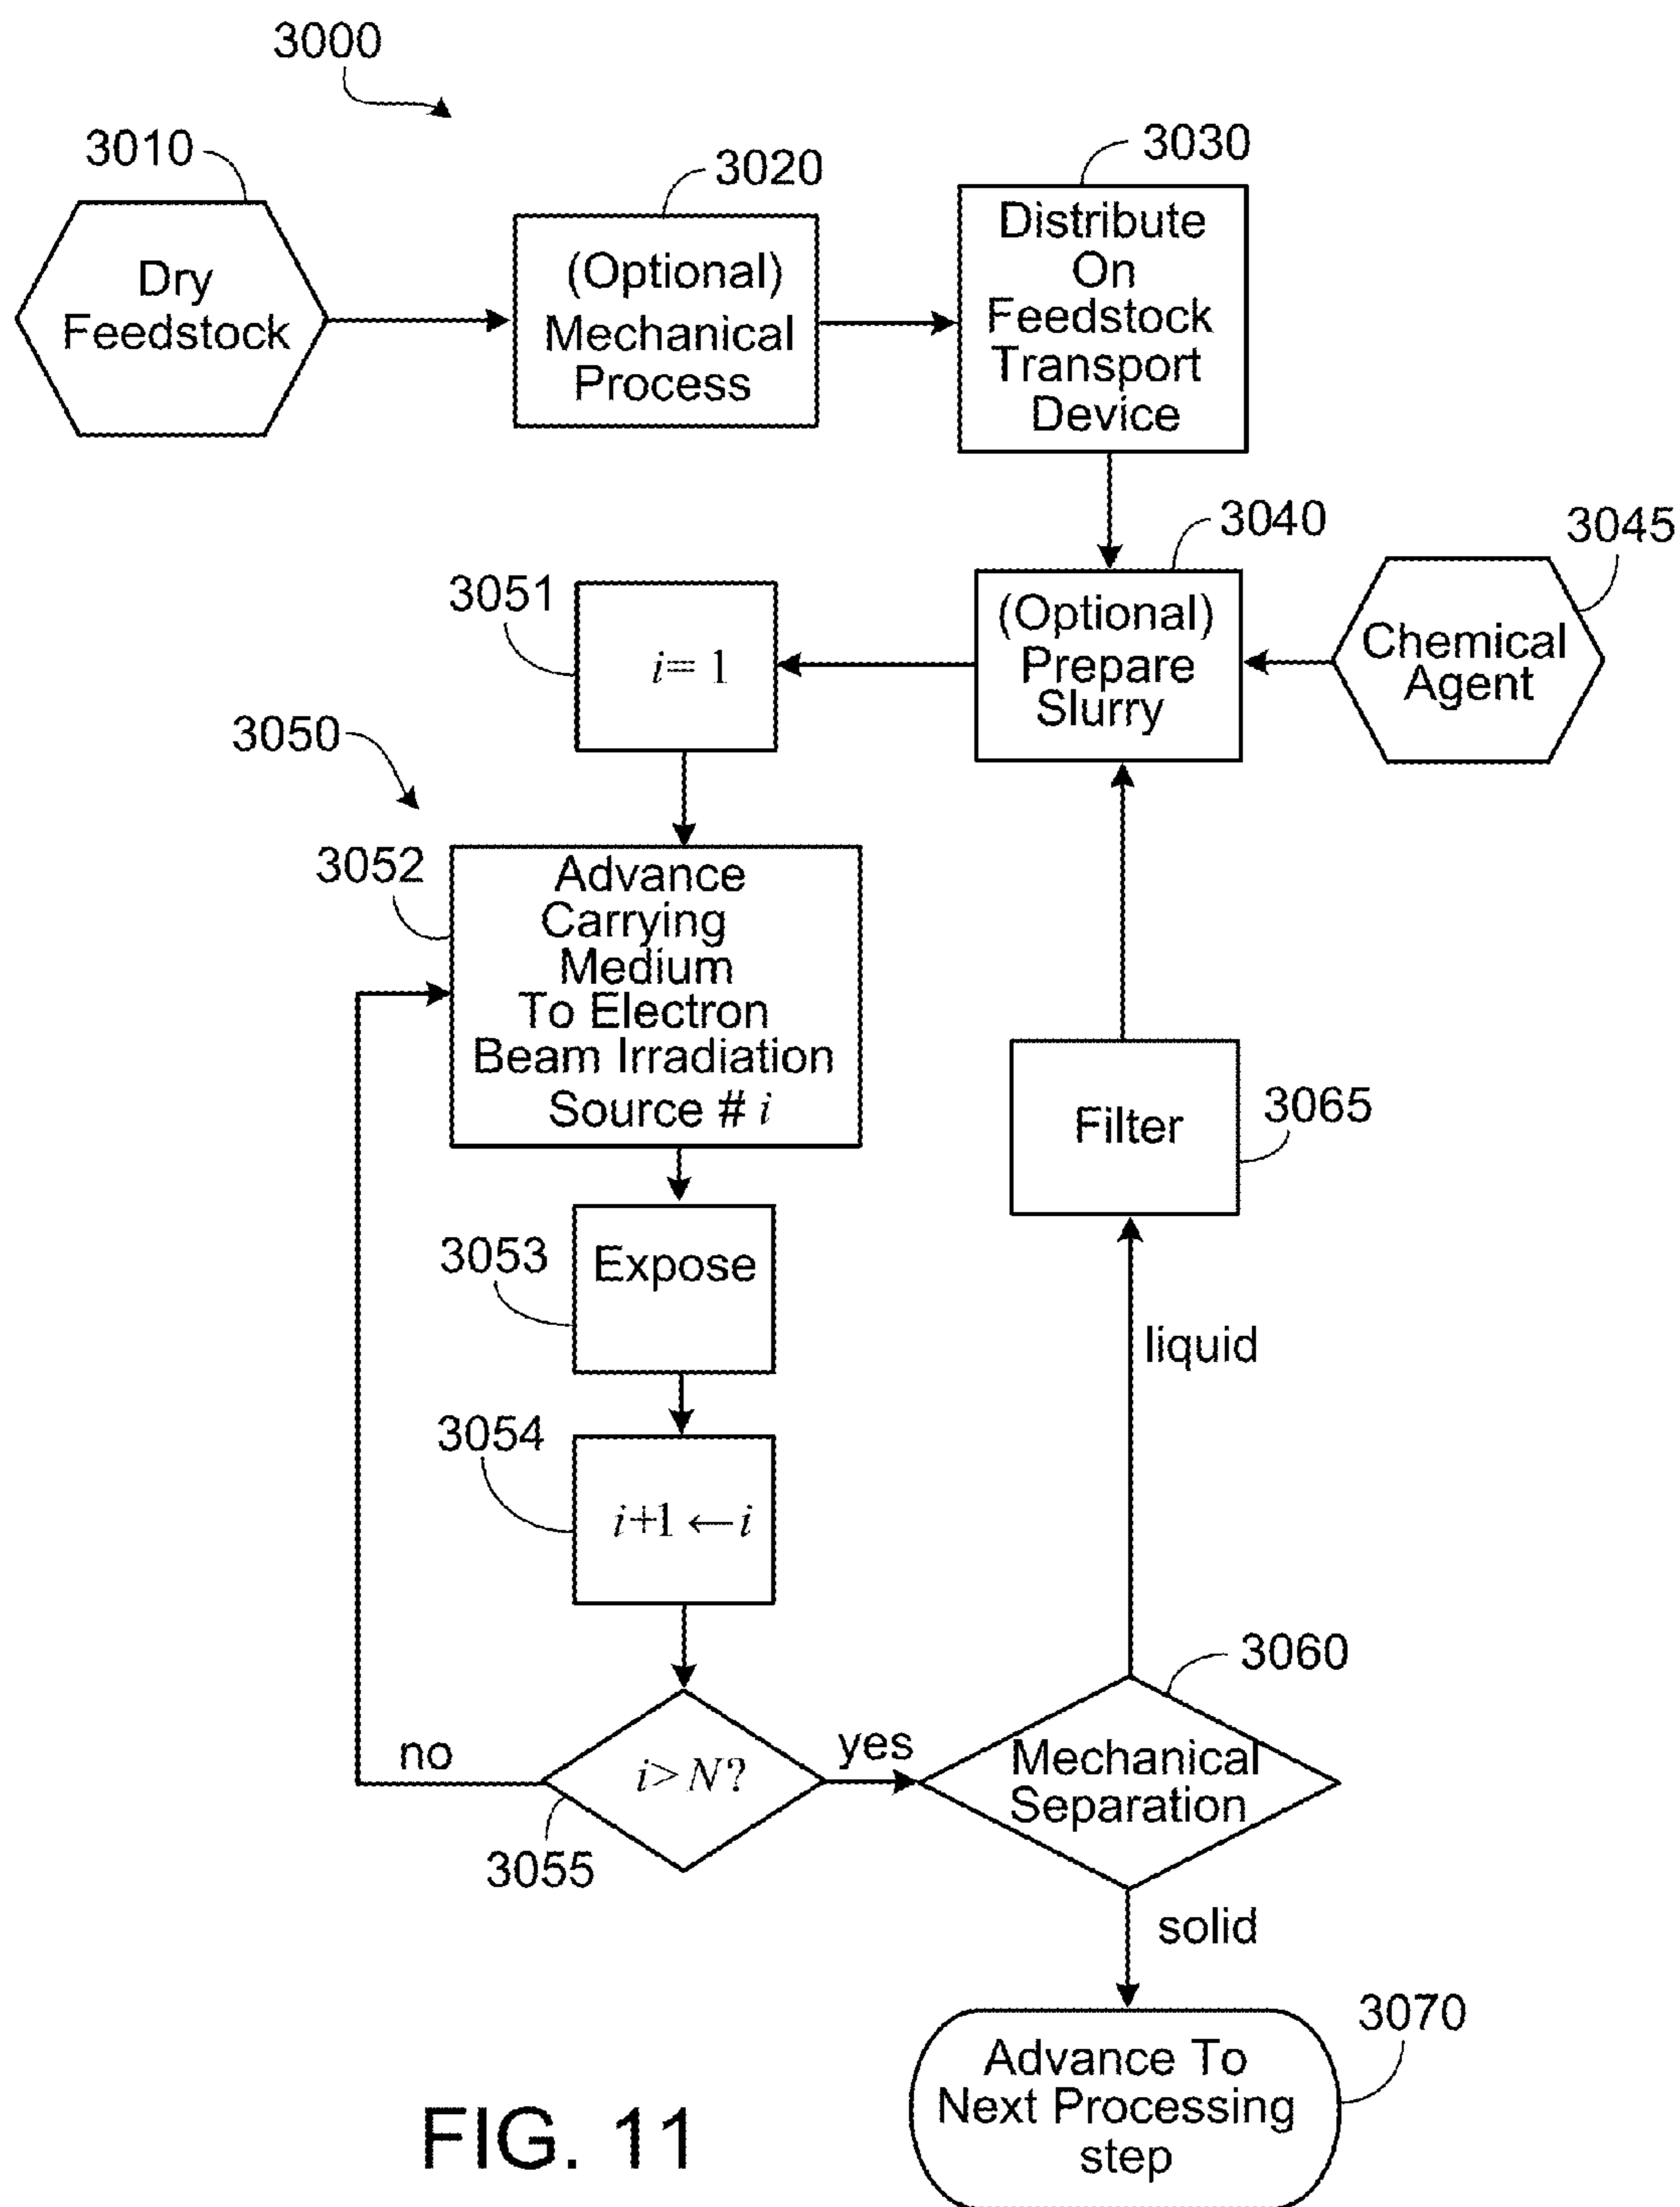 3000
3010
Dry
Feedstock
3020
(Optional)
Mechanical
Process
3030
Distribute
On
Feedstock
Transport
Device
3040
(Optional)
Prepare
Slurry
3045
Chemical
Agent
3051
i= 1
3050
3052
Advance
Carrying
Medium
To Electron
Beam Irradiation
Source # i
3053
Expose
3054
i+1 ←i
3055
i> N?
no
yes
3060
Mechanical
Separation
liquid
3065
Filter
solid
3070
Advance To
Next Processing
step
FIG. 11